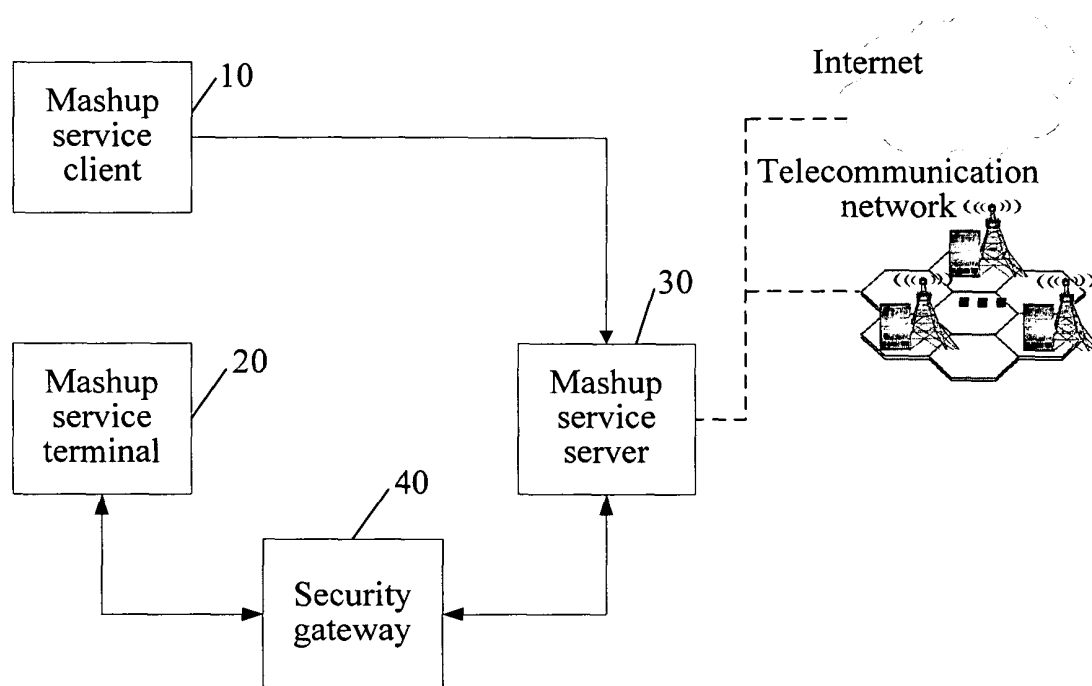 Internet
10
Mashup
service
client
Telecommunication
network
30
20
Mashup
service
terminal
Mashup
service
server
40
Security
gateway